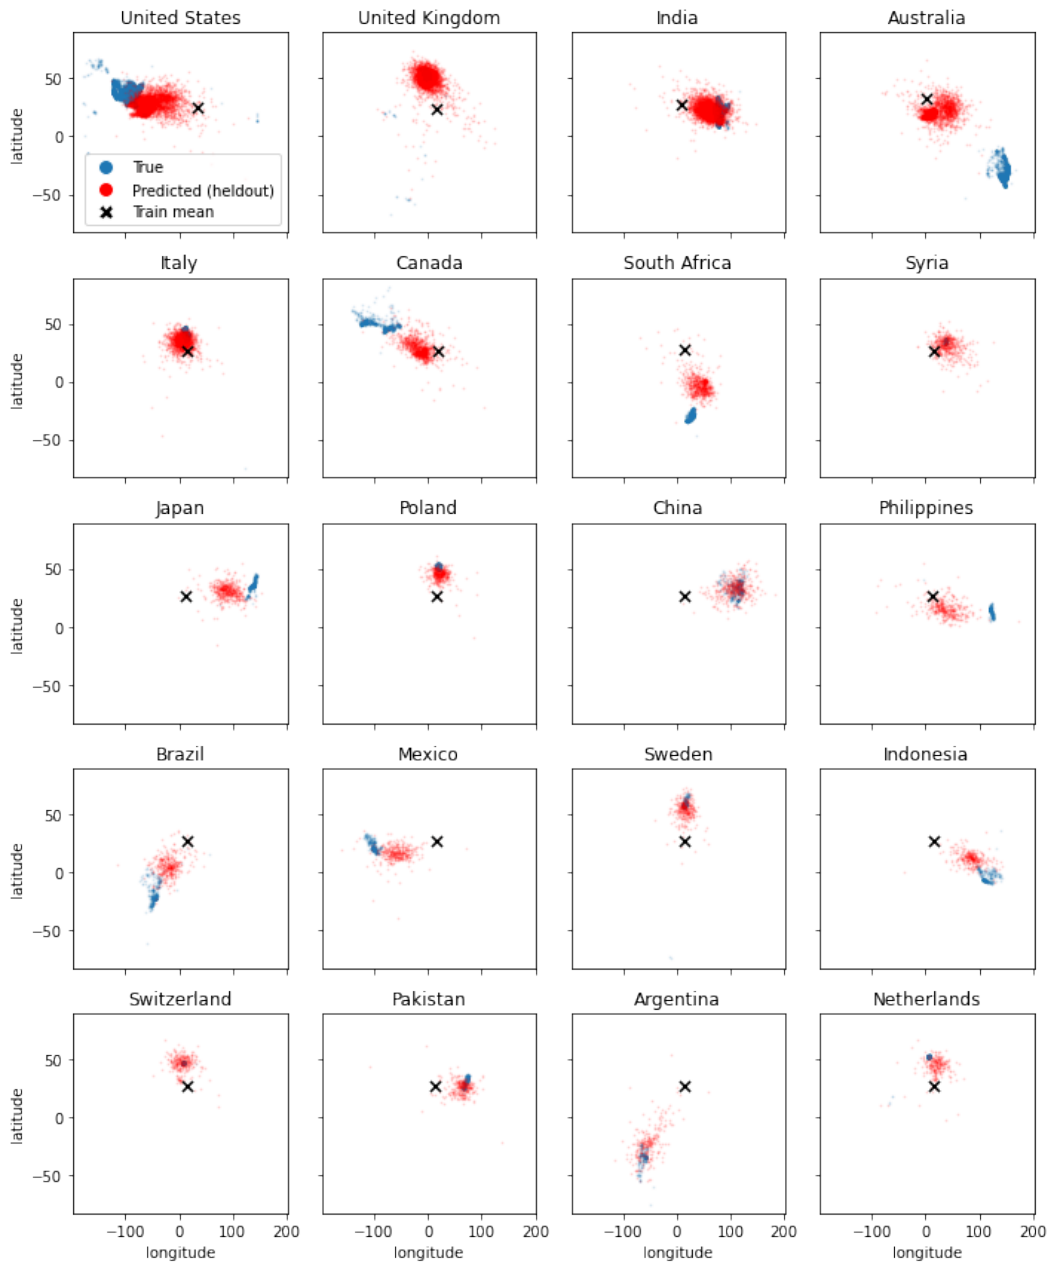 United States United Kingdom India Australia
50
0
−50
latitude
True
Predicted (heldout)
Train mean
Italy Canada South Africa Syria
50
0
−50
latitude
Japan Poland China Philippines
50
0
−50
latitude
Brazil Mexico Sweden Indonesia
50
0
−50
latitude
Switzerland Pakistan Argentina Netherlands
50
0
−50
latitude
−100 0 100 200 −100 0 100 200 −100 0 100 200 −100 0 100 200
longitude longitude longitude longitude